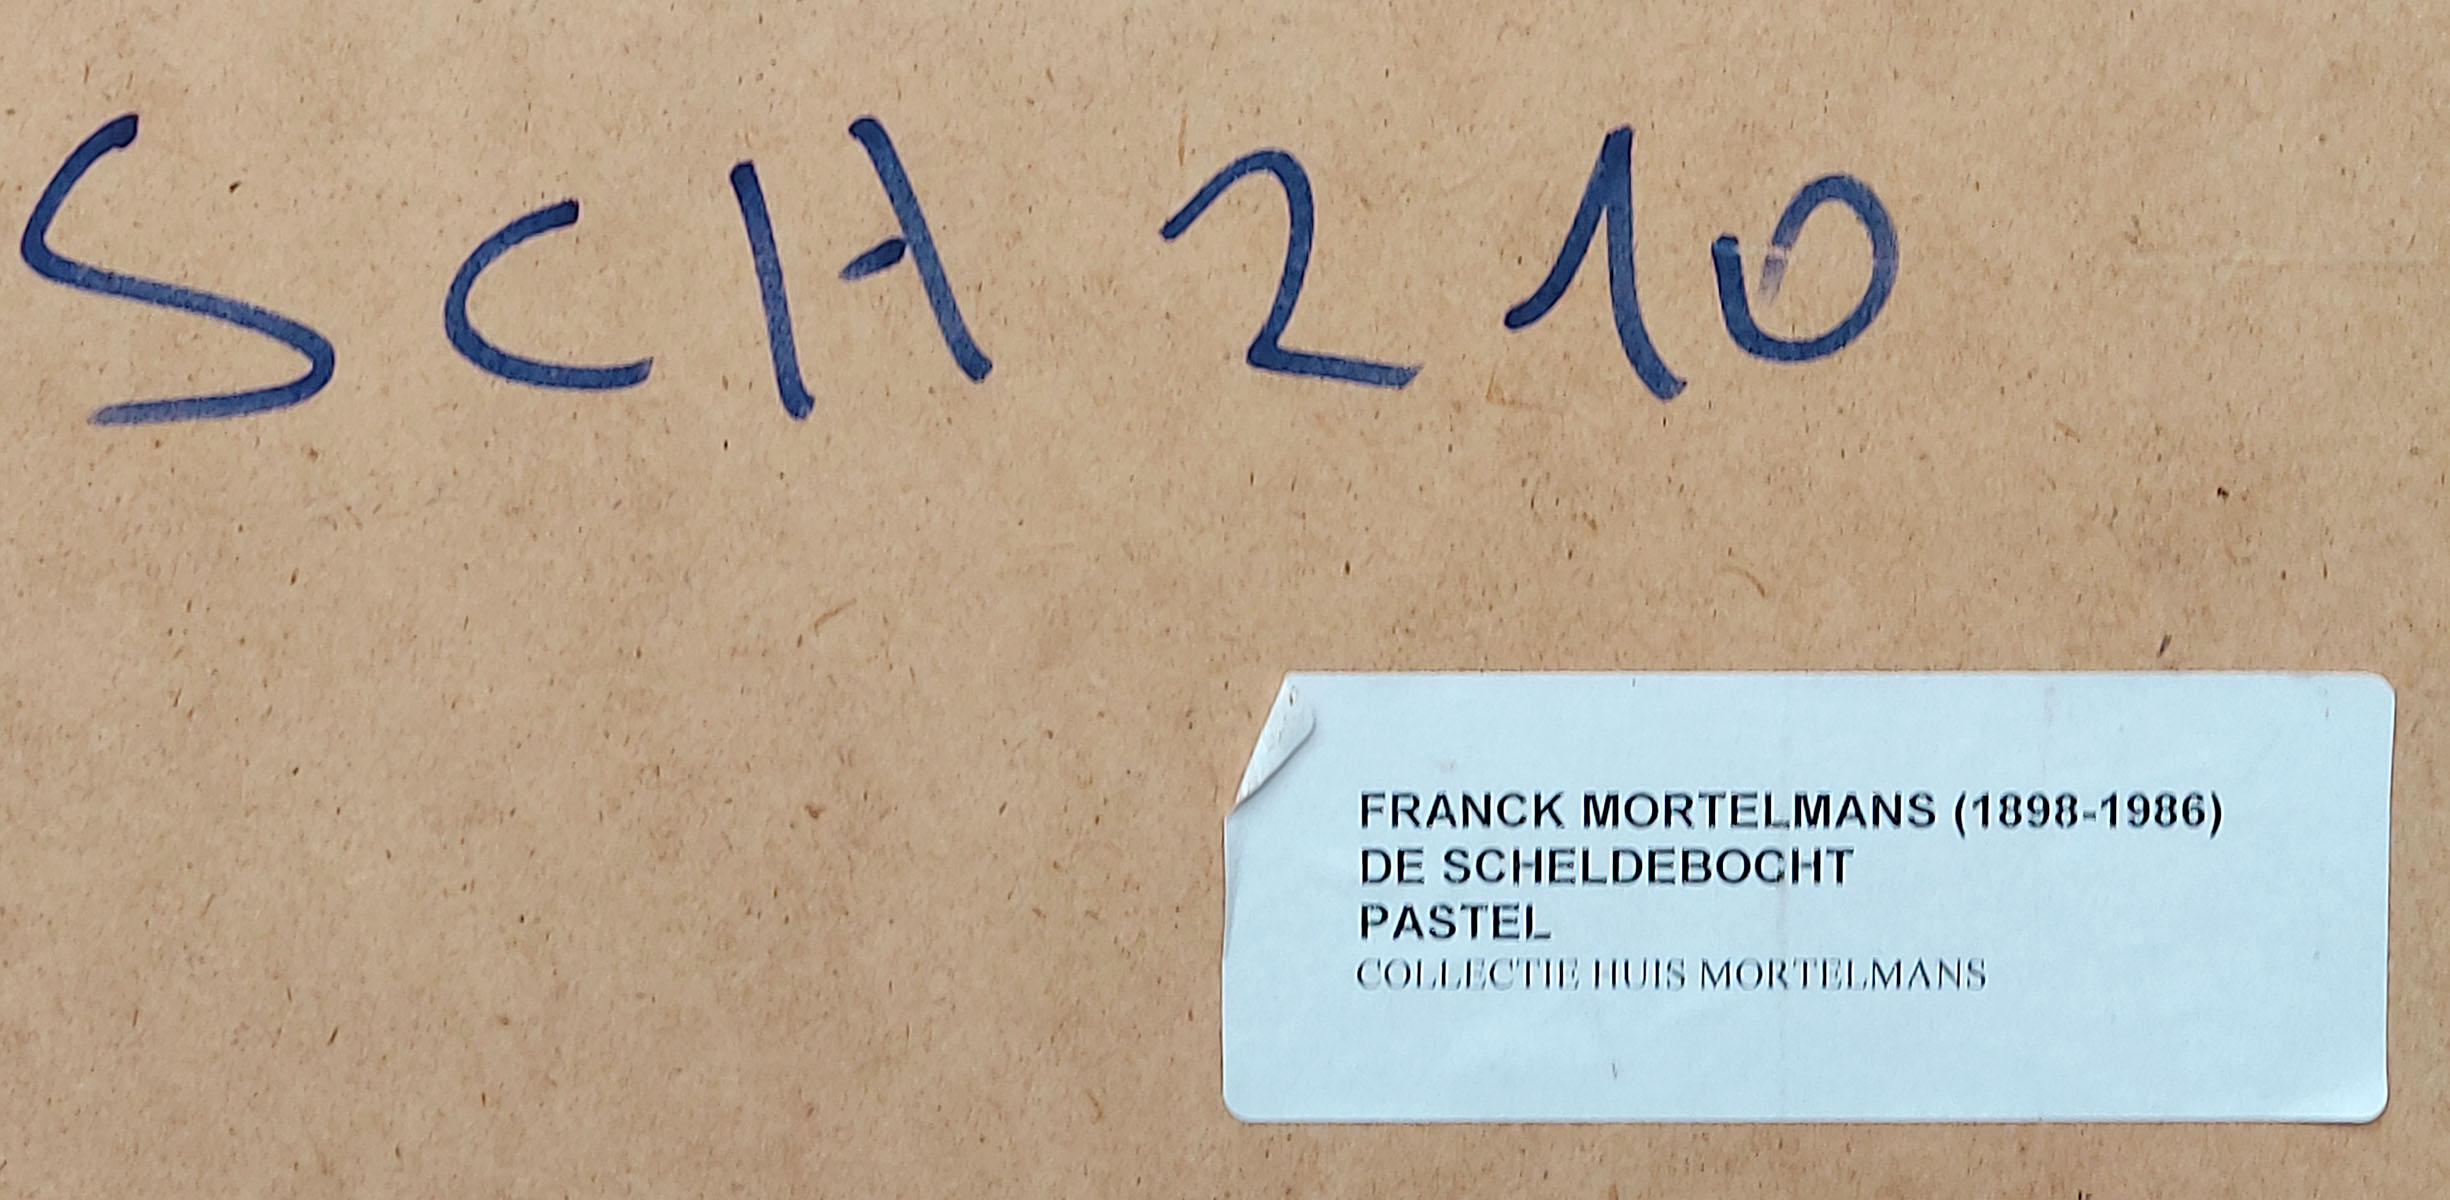 SCH 210
FRANCK MORTELMANS (1898-1986)
DE SCHELDEBOCHT
PASTEL
COLLECTIE HUIS MORTELMANS